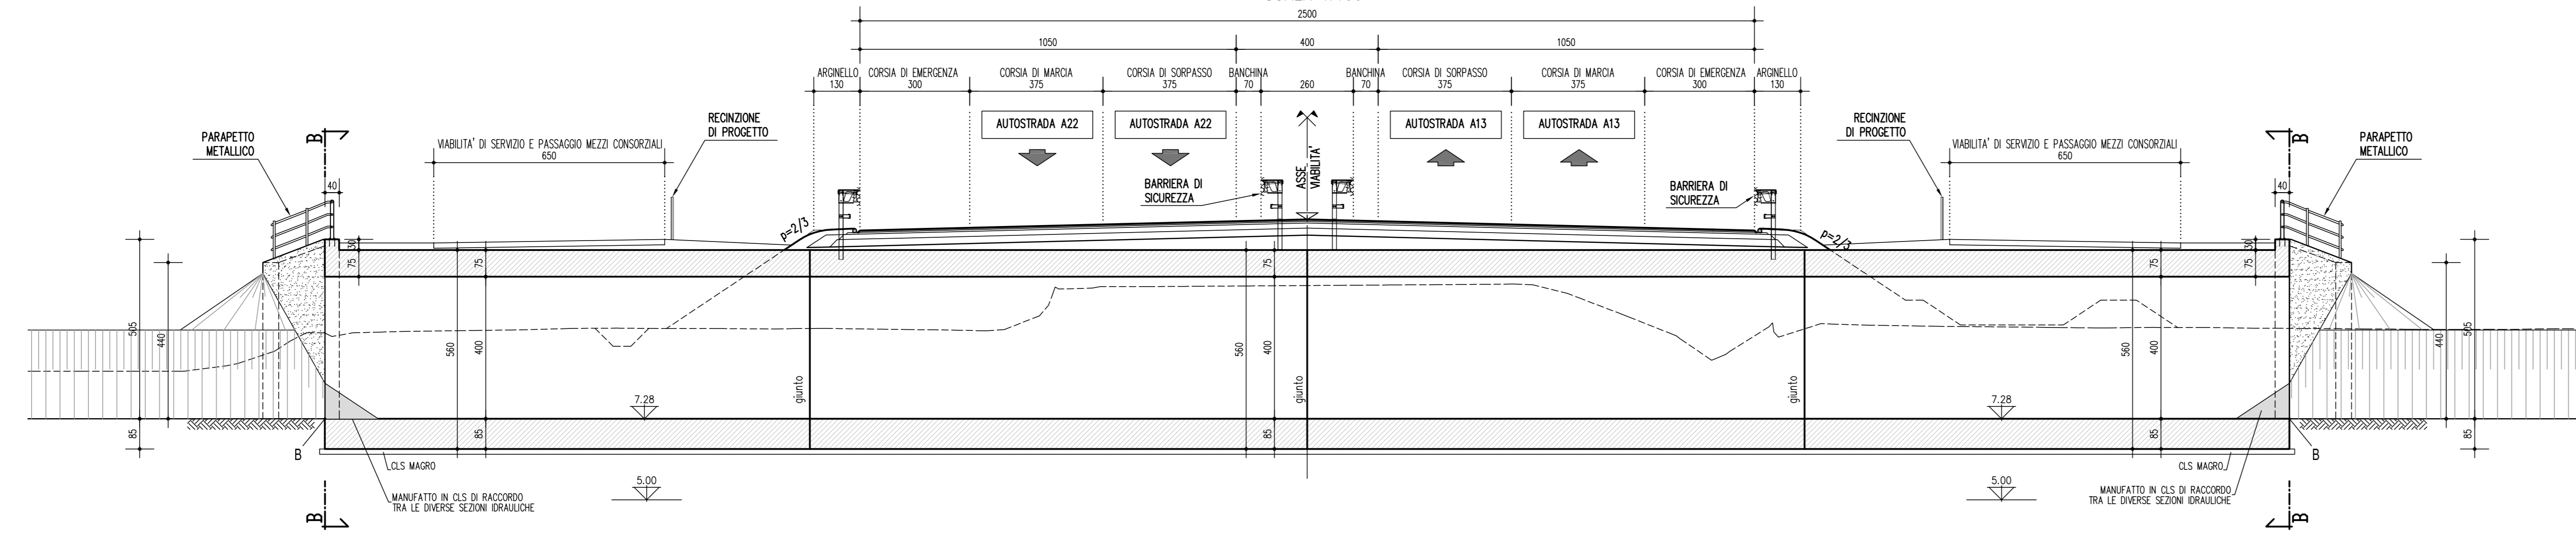 2500
1050 400 1050
ARGINELLO CORSIA DI EMERGENZA CORSIA DI MARCIA CORSIA DI SORPASSO BANCHINA BANCHINA CORSIA DI SORPASSO CORSIA DI MARCIA CORSIA DI EMERGENZA ARGINELLO
130 300 375 375 70 260 70 375 375 300 130
AUTOSTRADA A22 AUTOSTRADA A22 AUTOSTRADA A13 AUTOSTRADA A13
RECINZIONE
DI PROGETTO
RECINZIONE
DI PROGETTO
PARAPETTO
METALLICO
B
VIABILITA' DI SERVIZIO E PASSAGGIO MEZZI CONSORZIALI
650
ASSE
VIABILITA'
VIABILITA' DI SERVIZIO E PASSAGGIO MEZZI CONSORZIALI
650
B
PARAPETTO
METALLICO
40
BARRIERA DI
SICUREZZA
BARRIERA DI
SICUREZZA
40
p=2/3
p=2/3
30
75
75
75
75
30
75
505
440
560
400
560
400
560
400
440
505
giunto
giunto
giunto
7.28
7.28
85
85
85
85
85
B
CLS MAGRO
CLS MAGRO
B
5.00
5.00
MANUFATTO IN CLS DI RACCORDO
TRA LE DIVERSE SEZIONI IDRAULICHE
MANUFATTO IN CLS DI RACCORDO
TRA LE DIVERSE SEZIONI IDRAULICHE
B
B